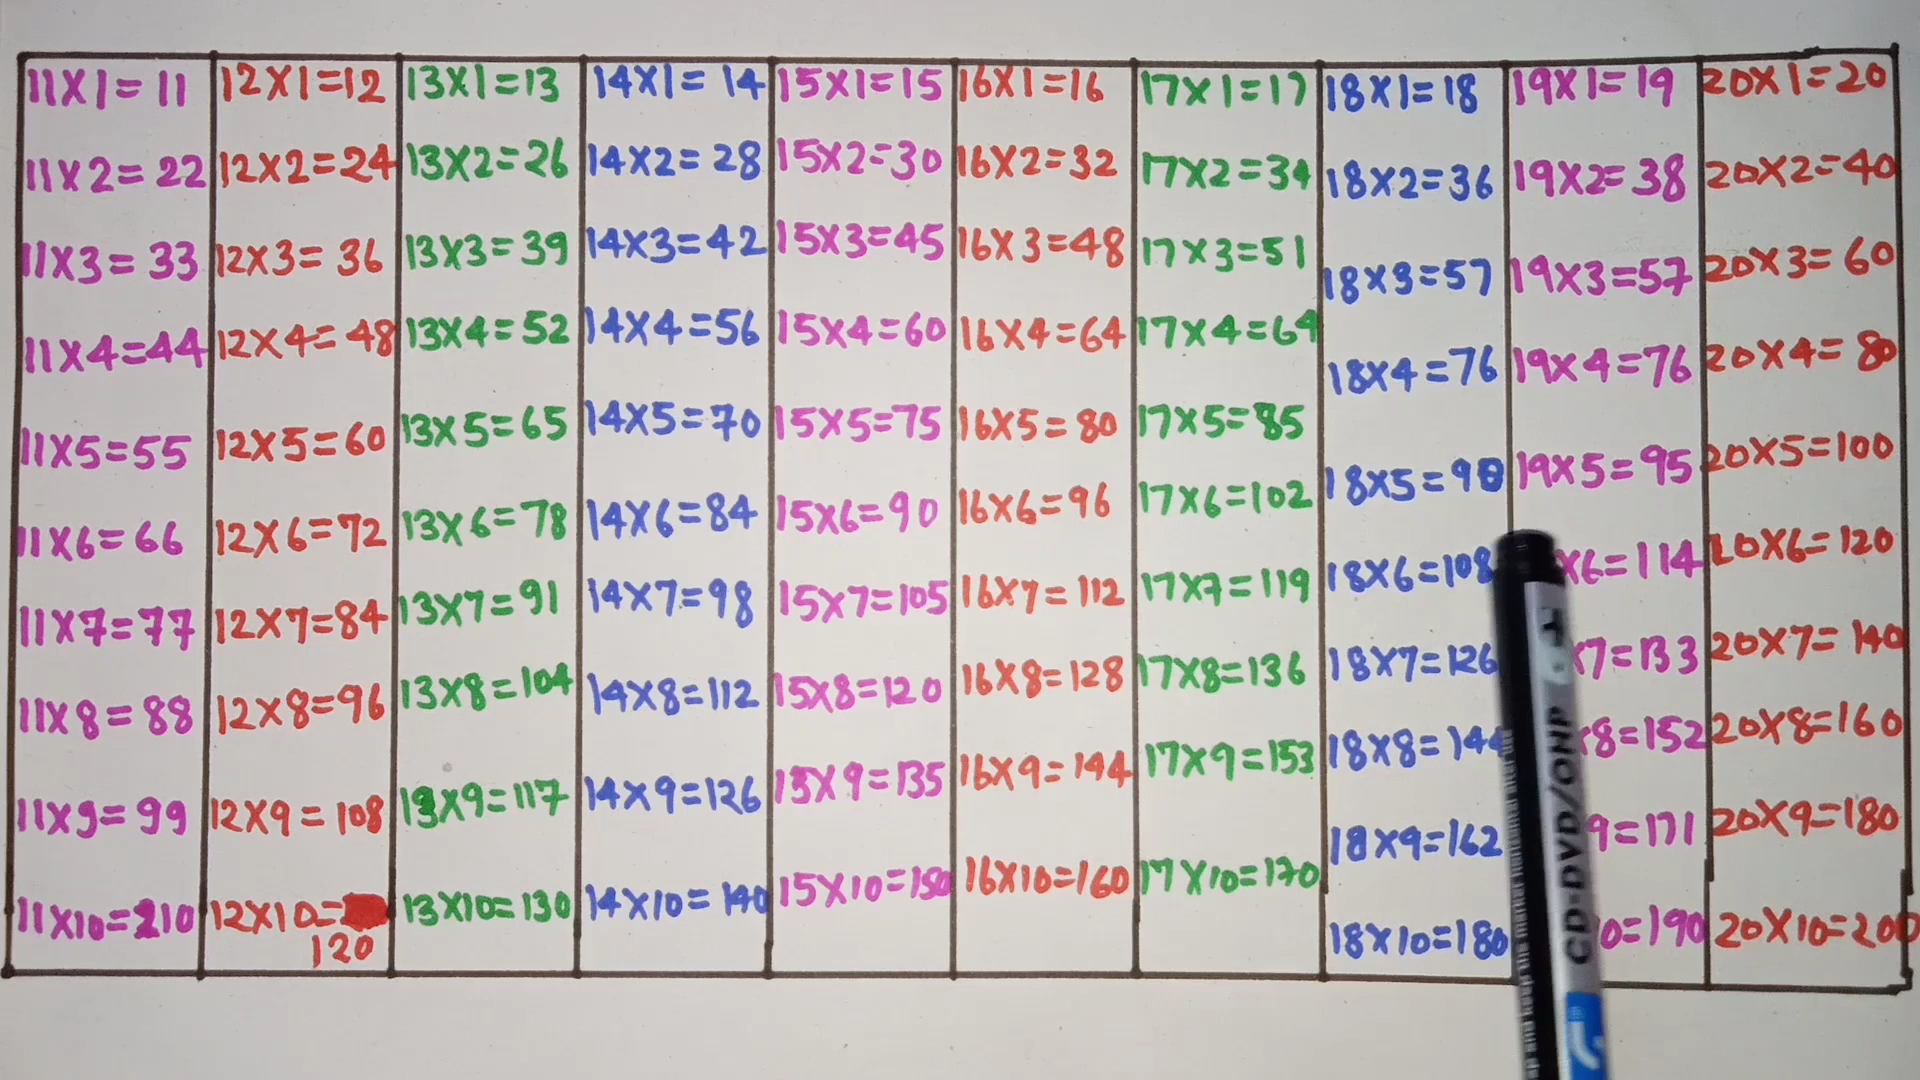 11X1=11
11X2=22
11X3=33
11X4=44
11X5=55
11X6=66
11X7=77
11X8=88
11X9=99
11X10=210
12X1=12
12X2=24
12X3=36
12X4=48
12X5=60
12X6=72
12X7=84
12X8=96
12X9=108
12X10=
120
13X1=13
13X2=26
13X3=39
13X4=52
13X5=65
13X6=78
13X7=91
13X8=104
13X9=117
13X10=130
14X1=14
14X2=28
14X3=42
14X4=56
14X5=70
14X6=84
14X7=98
14X8=112
14X9=126
14X10=140
15X1=15
15X2=30
15X3=45
15X4=60
15X5=75
15X6=90
15X7=105
15X8=120
15X9=135
15X10=150
16X1=16
16X2=32
16X3=48
16X4=64
16X5=80
16X6=96
16X7=112
16X8=128
16X9=144
16X10=160
17X1=17
17X2=34
17X3=51
17X4=64
17X5=85
17X6=102
17X7=119
17X8=136
17X9=153
17X10=170
18X1=18
18X2=36
18X3=57
18X4=76
18X5=90
18X6=108
18X7=126
18X8=144
18X9=162
18X10=180
19X1=19
19X2=38
19X3=57
19X4=76
19X5=95
X6=114
X7=133
X8=152
9=171
0=190
20X1=20
20X2=40
20X3=60
20X4=80
20X5=100
20X6=120
20X7=140
20X8=160
20X9=180
20X10=200
CD-DVD/OHP